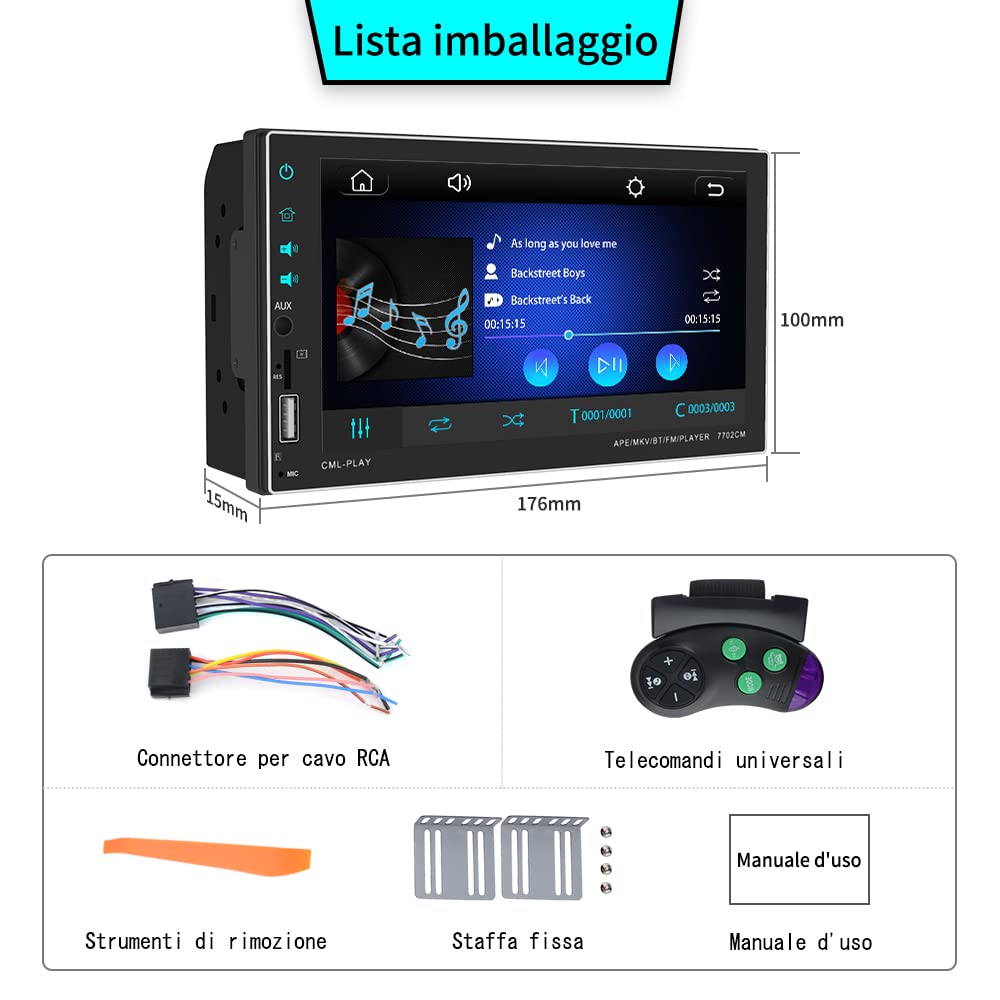 Lista imballaggio
As long as you love me
Backstreet Boys
Backstreet's Back
00:15:15
00:15:15
AUX
RES
T 0001/0001
C 0003/0003
APE/MKV/BT/FM/PLAYER 7702CM
CML-PLAY
MIC
100mm
15mm
176mm
MODE
Connettore per cavo RCA
Telecomandi universali
Manuale d'uso
Strumenti di rimozione
Staffa fissa
Manuale d'uso